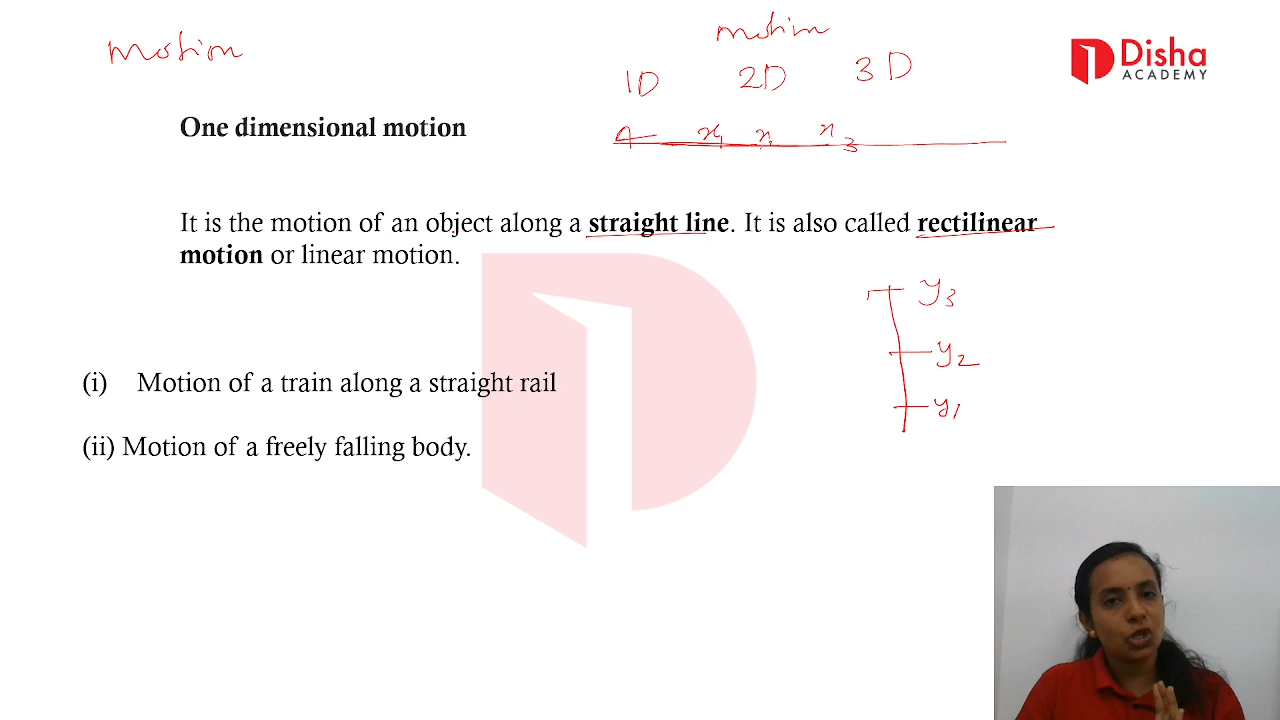 motion
motion
Disha
ACADEMY
1D 2D 3D
One dimensional motion
x1 x2 x3
It is the motion of an object along a straight line. It is also called rectilinear
motion or linear motion.
y3
y2
(i) Motion of a train along a straight rail
y1
(ii) Motion of a freely falling body.